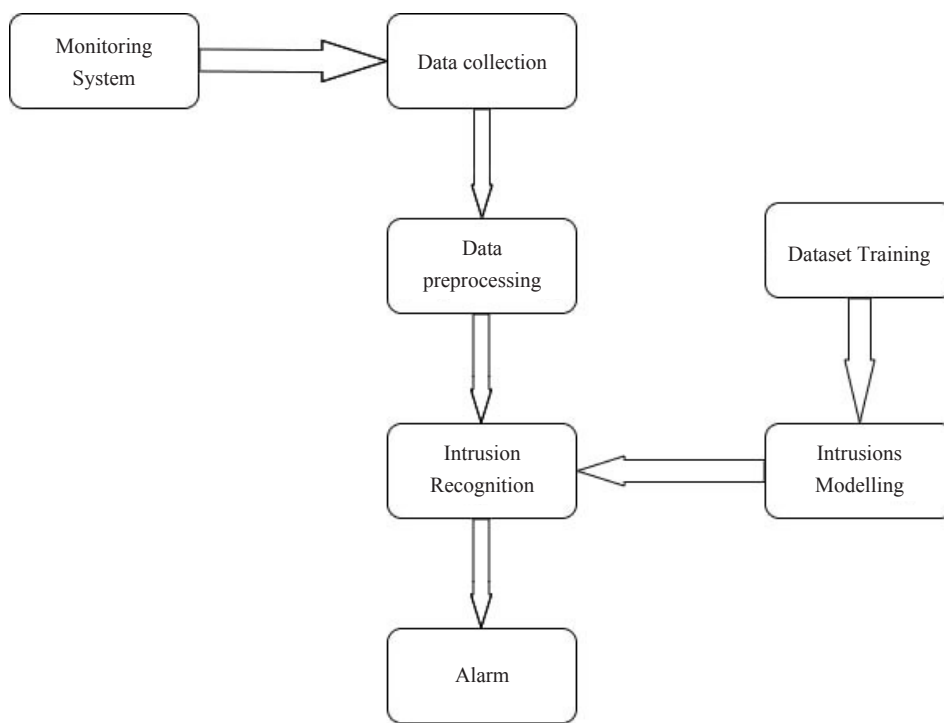 Monitoring
System
Data collection
Data
preprocessing
Dataset Training
Intrusion
Recognition
Intrusions
Modelling
Alarm